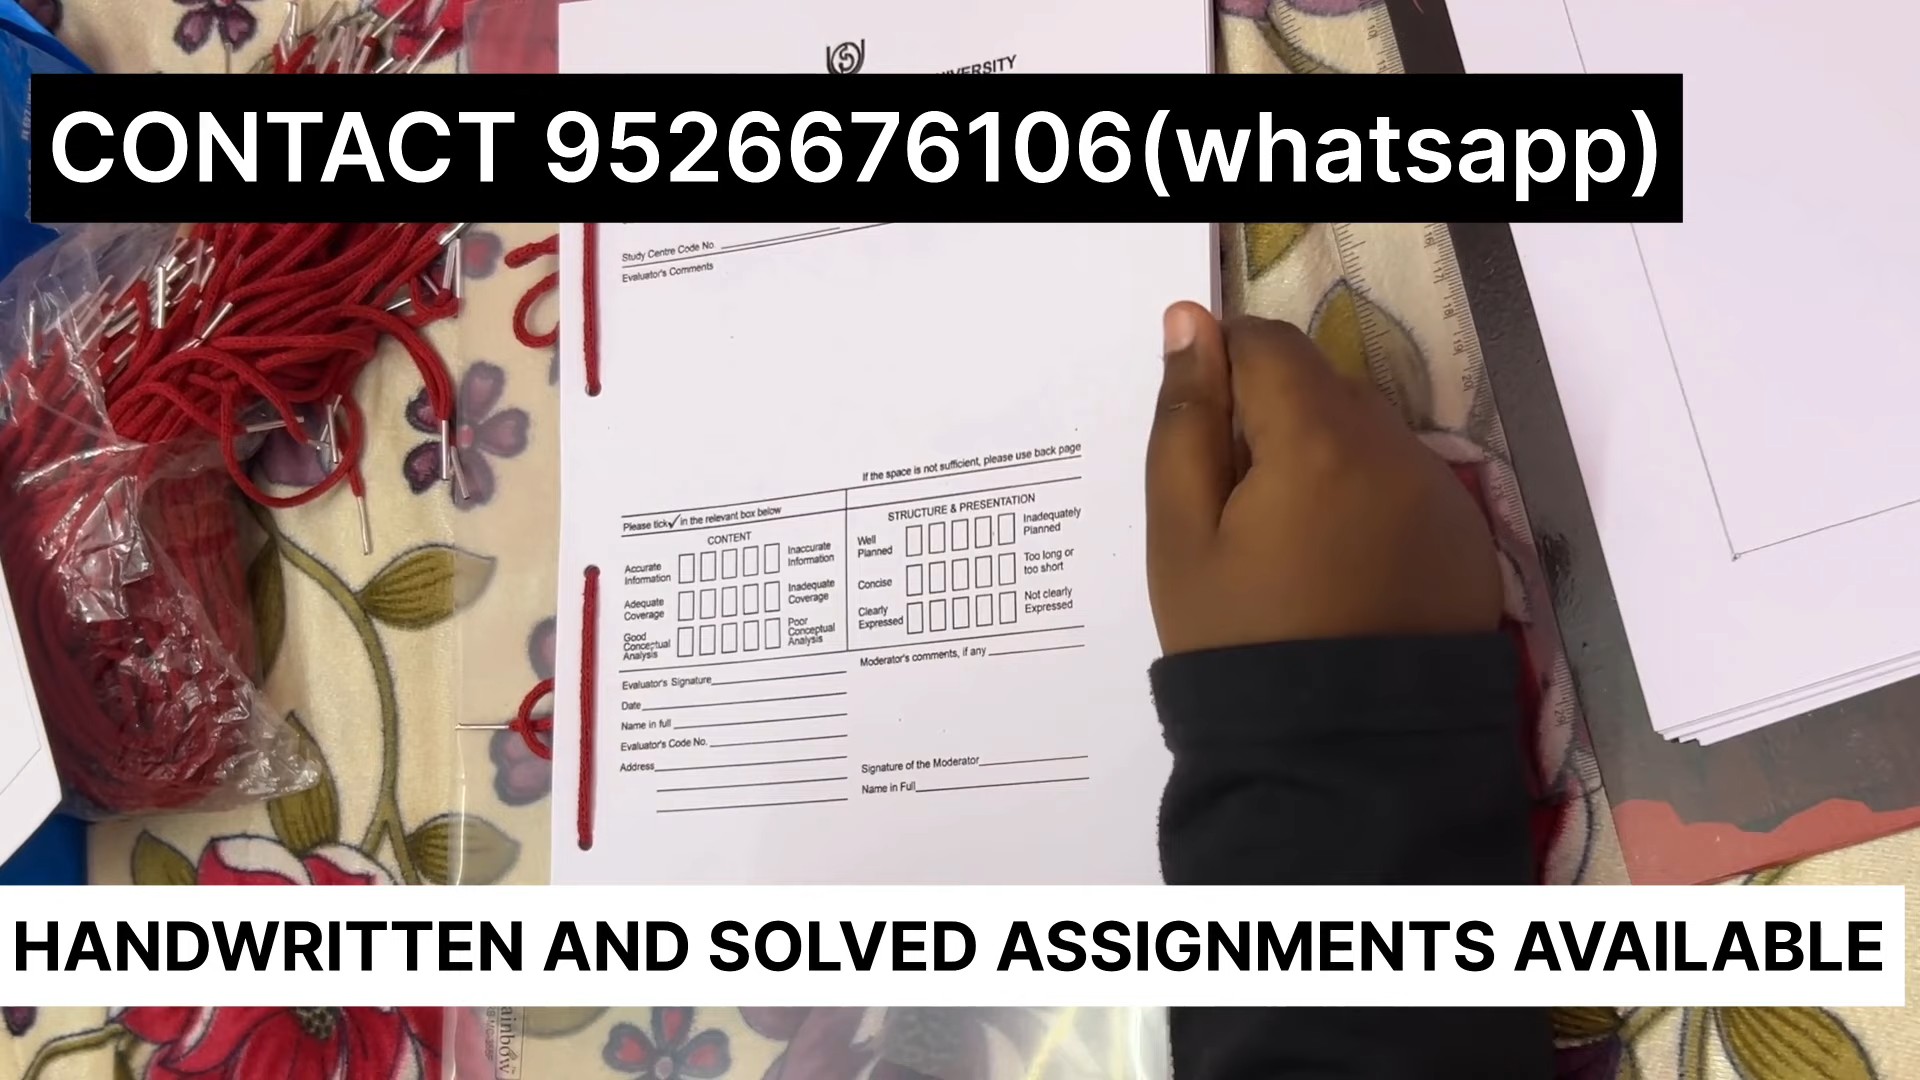 CONTACT 9526676106(whatsapp)
Study Centre Code No.
Evaluator's Comments
If the space is not sufficient, please use back page
Please tick✓ in the relevant box below
CONTENT
Accurate Information
Inaccurate Information
Adequate Coverage
Inadequate Coverage
Good Conceptual Analysis
Poor Conceptual Analysis
STRUCTURE & PRESENTATION
Well Planned
Inadequately Planned
Concise
Too long or too short
Clearly Expressed
Not clearly Expressed
Evaluator's Signature
Date
Name in full
Evaluator's Code No.
Address
Moderator's comments, if any
Signature of the Moderator
Name in Full
HANDWRITTEN AND SOLVED ASSIGNMENTS AVAILABLE